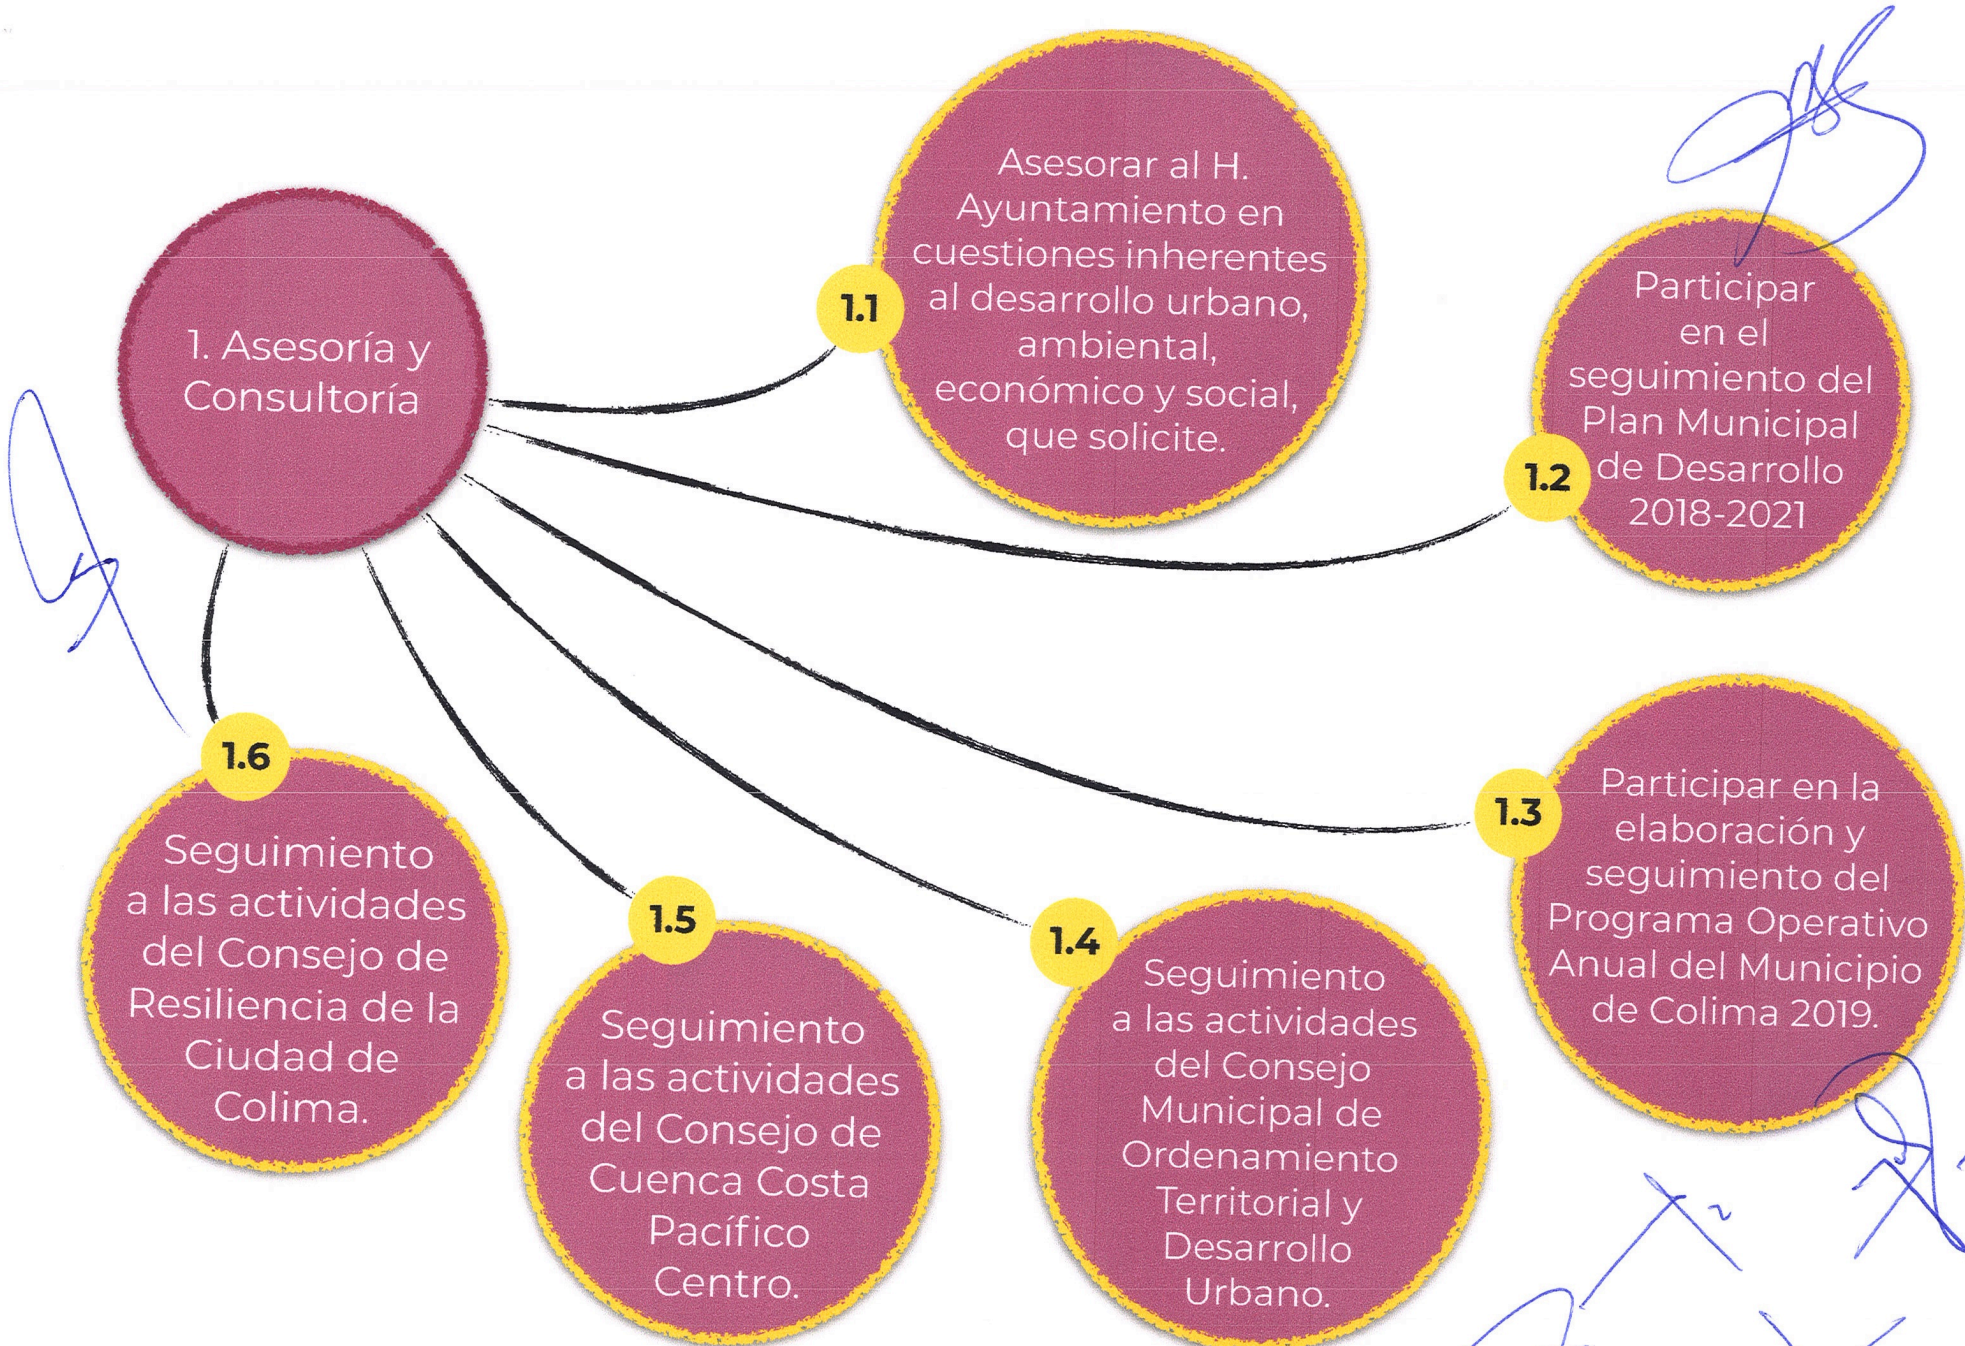 1. Asesoría y
Consultoría
1.1
Asesorar al H.
Ayuntamiento en
cuestiones inherentes
al desarrollo urbano,
ambiental,
económico y social,
que solicite.
1.2
Participar
en el
seguimiento del
Plan Municipal
de Desarrollo
2018-2021
1.3
Participar en la
elaboración y
seguimiento del
Programa Operativo
Anual del Municipio
de Colima 2019.
1.4
Seguimiento
a las actividades
del Consejo
Municipal de
Ordenamiento
Territorial y
Desarrollo
Urbano.
1.5
Seguimiento
a las actividades
del Consejo de
Cuenca Costa
Pacífico
Centro.
1.6
Seguimiento
a las actividades
del Consejo de
Resiliencia de la
Ciudad de
Colima.